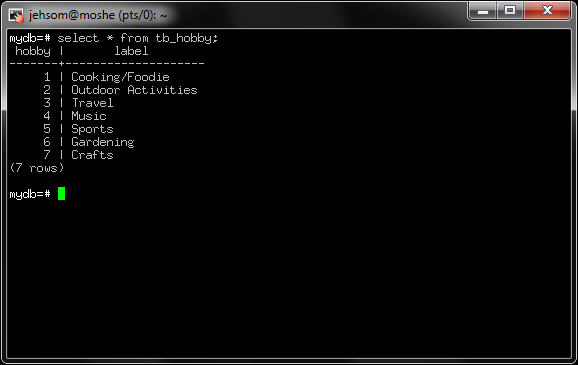 jehsom@moshe (pts/0): ~
mydb=# select * from tb_hobby;
 hobby |       label
-------+--------------------
     1 | Cooking/Foodie
     2 | Outdoor Activities
     3 | Travel
     4 | Music
     5 | Sports
     6 | Gardening
     7 | Crafts
(7 rows)
mydb=#